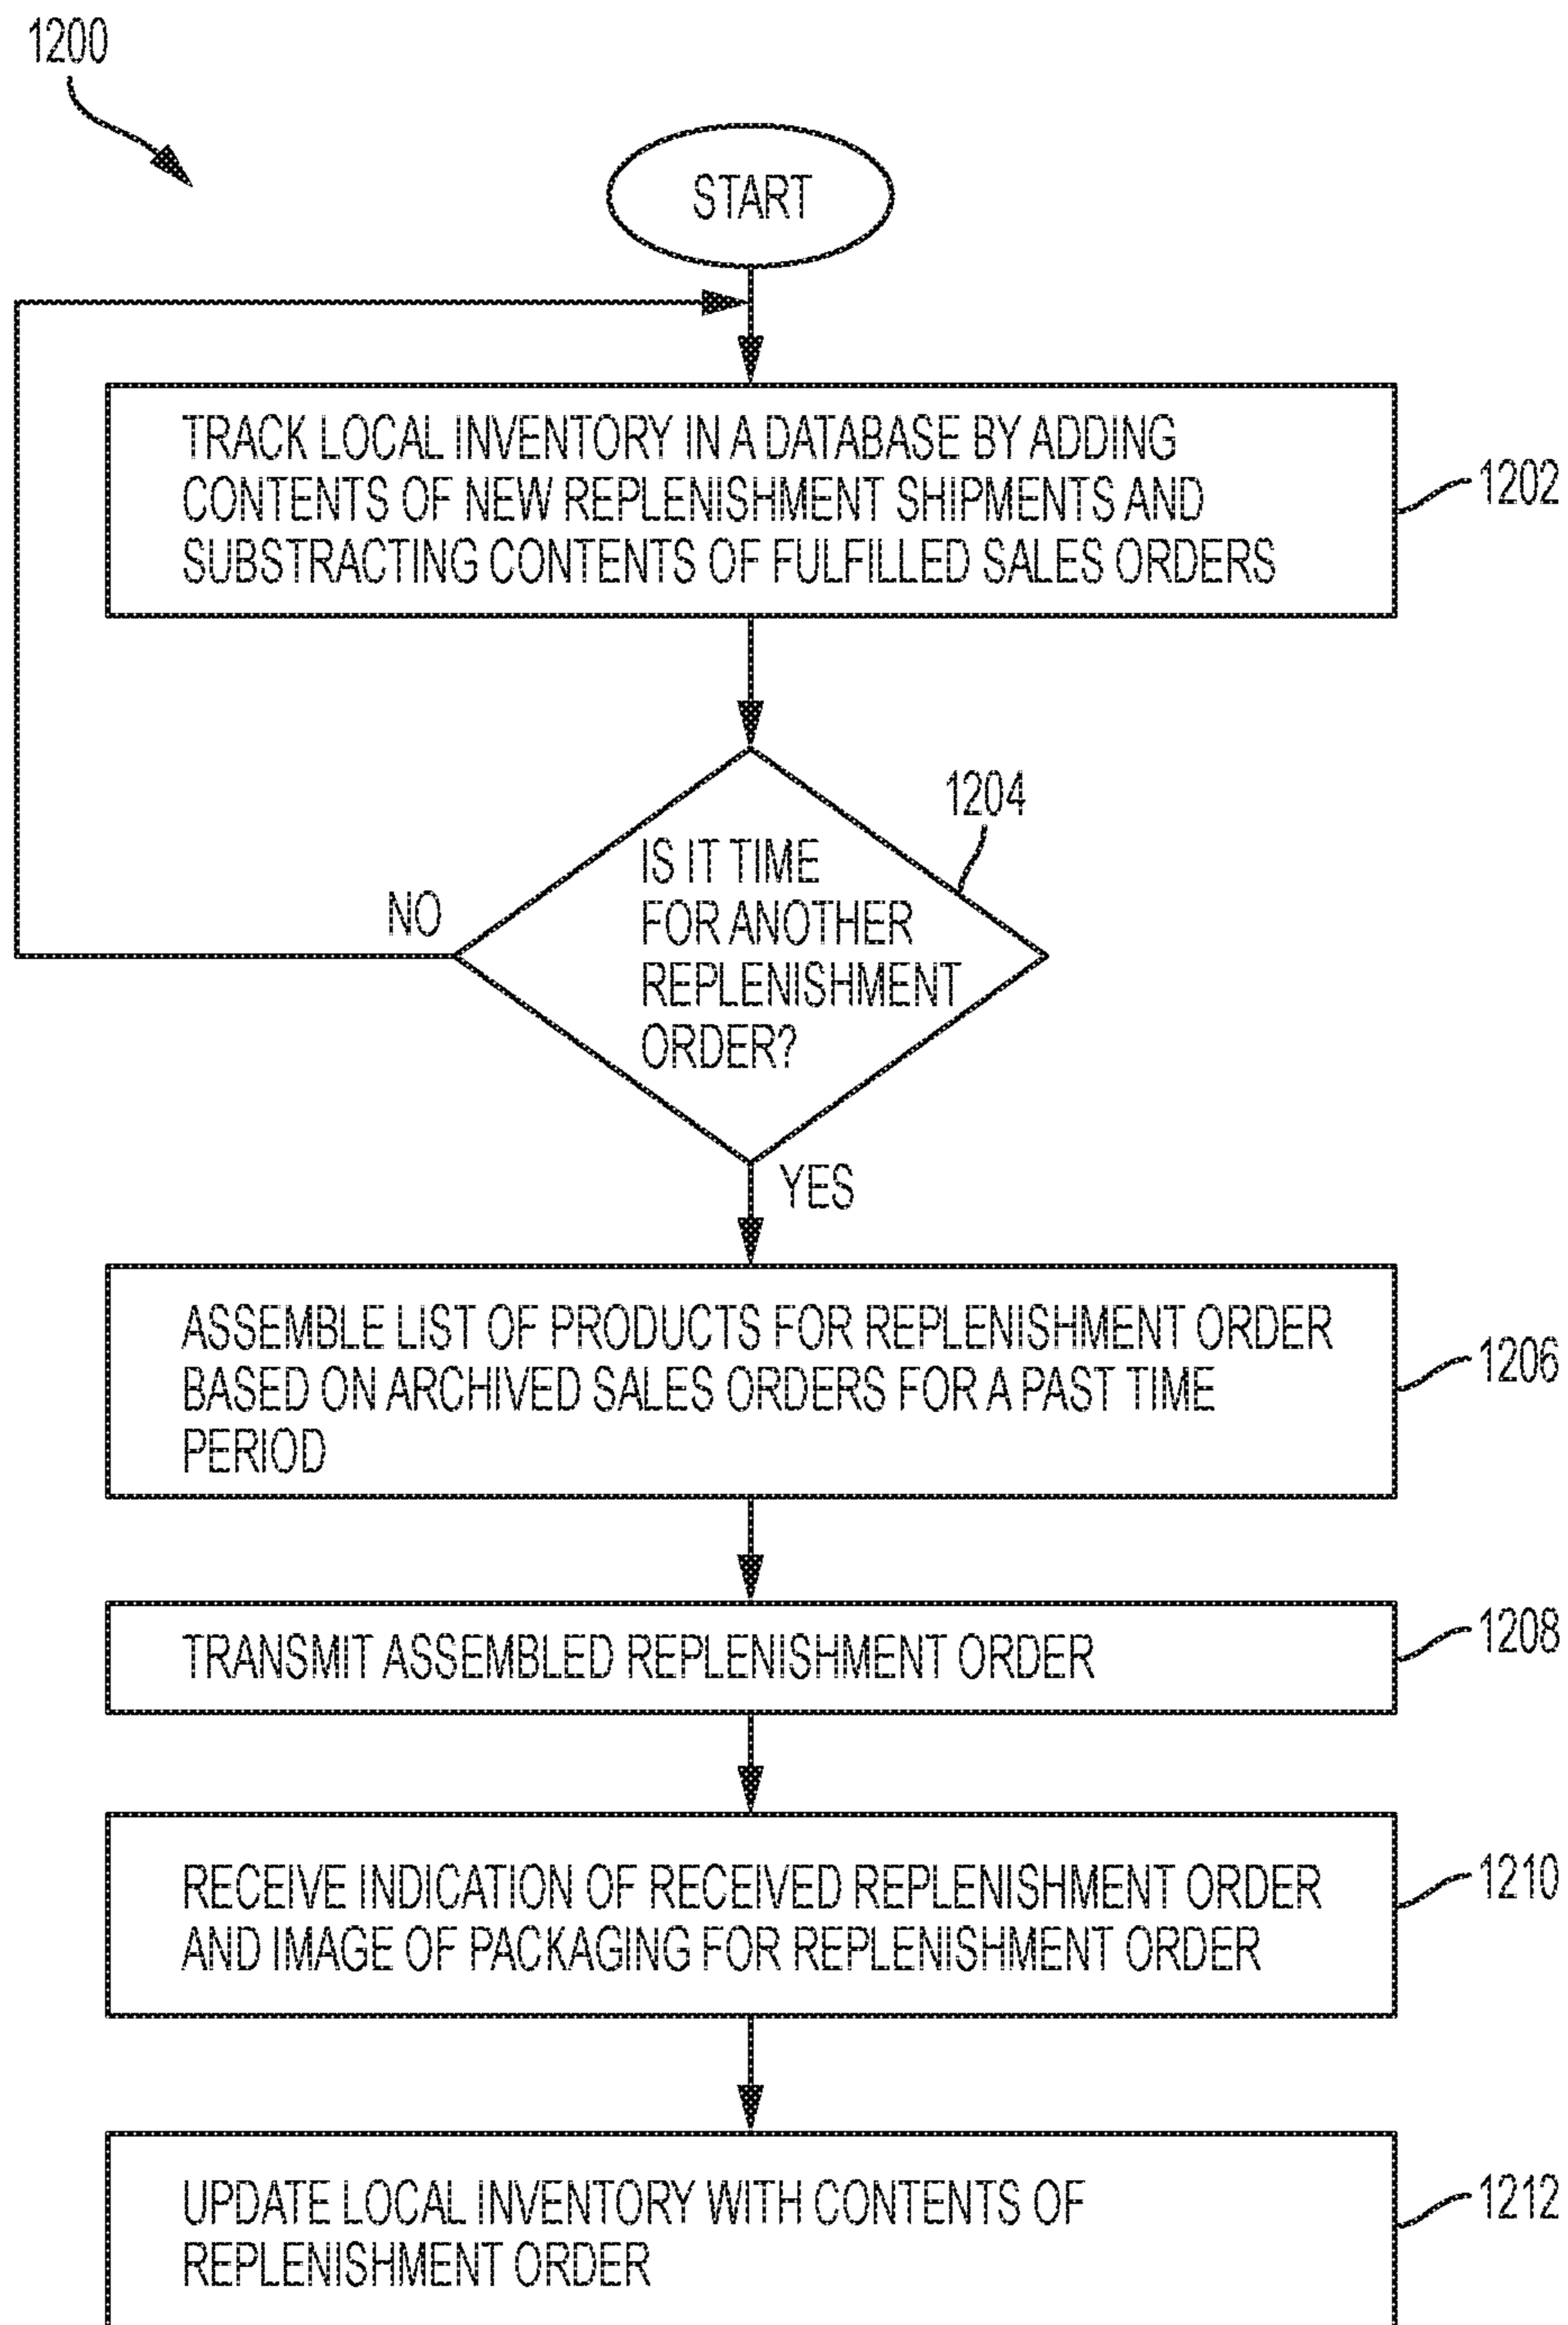 1200
START
TRACK LOCAL INVENTORY IN A DATABASE BY ADDING
CONTENTS OF NEW REPLENISHMENT SHIPMENTS AND
SUBSTRACTING CONTENTS OF FULFILLED SALES ORDERS
1202
1204
IS IT TIME
FOR ANOTHER
REPLENISHMENT
ORDER?
NO
YES
ASSEMBLE LIST OF PRODUCTS FOR REPLENISHMENT ORDER
BASED ON ARCHIVED SALES ORDERS FOR A PAST TIME
PERIOD
1206
TRANSMIT ASSEMBLED REPLENISHMENT ORDER
1208
RECEIVE INDICATION OF RECEIVED REPLENISHMENT ORDER
AND IMAGE OF PACKAGING FOR REPLENISHMENT ORDER
1210
UPDATE LOCAL INVENTORY WITH CONTENTS OF
REPLENISHMENT ORDER
1212